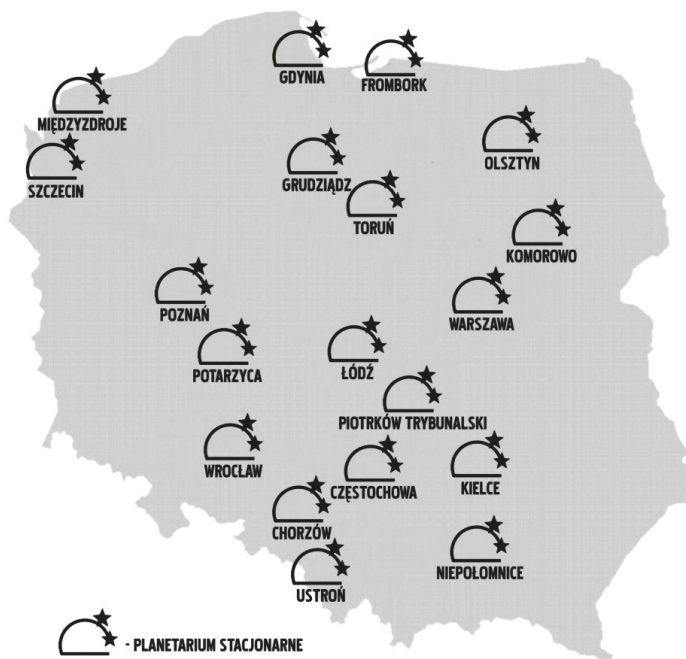 GDYNIA
FROMBORK
MIĘDZYZDROJE
OLSZTYN
GRUDZIĄDZ
SZCZECIN
TORUŃ
KOMOROWO
POZNAŃ
WARSZAWA
POTARZYCA
ŁÓDŹ
PIOTRKÓW TRYBUNALSKI
WROCŁAW
CZĘSTOCHOWA
KIELCE
CHORZÓW
NIEPOŁOMNICE
USTROŃ
- PLANETARIUM STACJONARNE